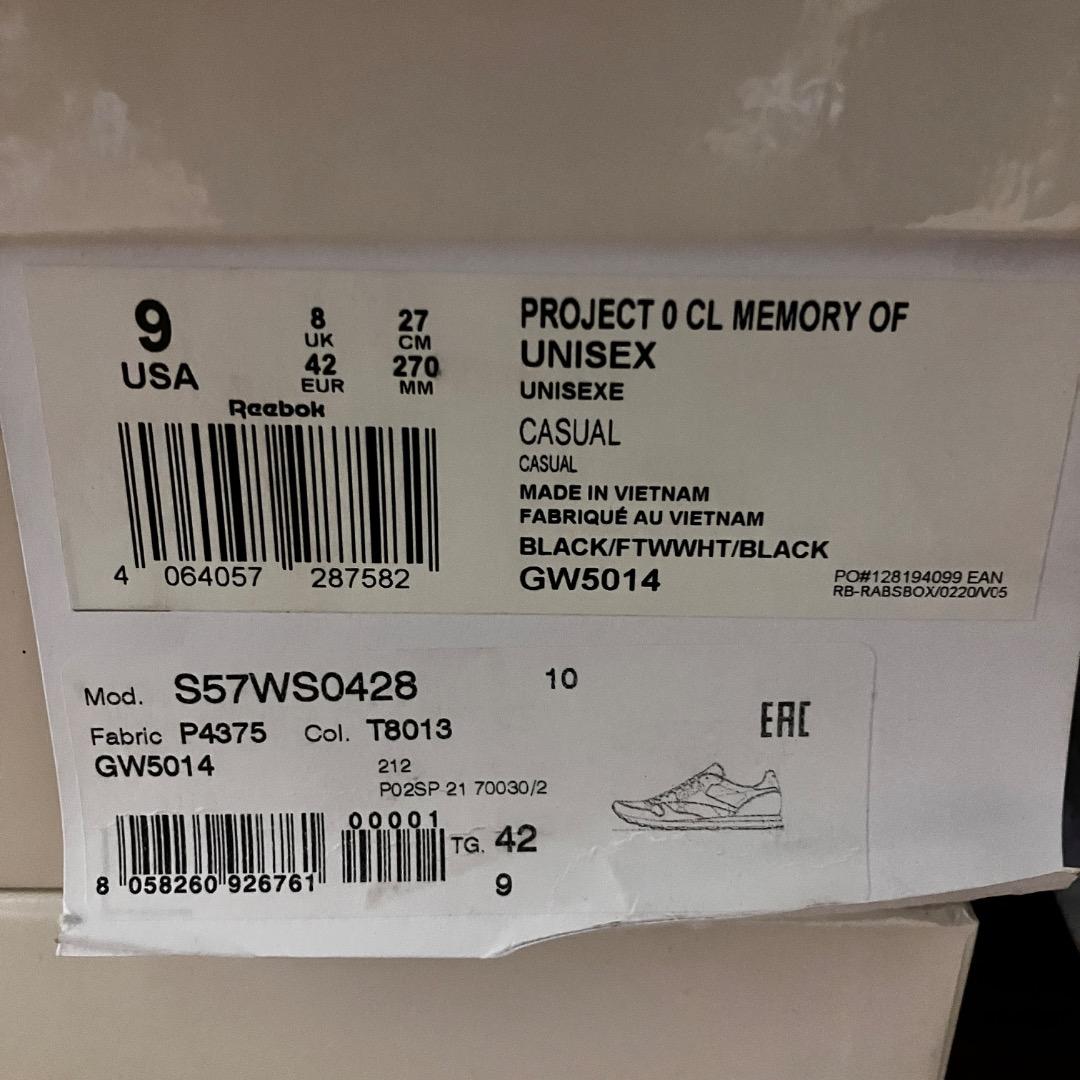 9
USA
8
UK
42
EUR
27
CM
270
MM
Reebok
4 064057 287582
PROJECT 0 CL MEMORY OF
UNISEX
UNISEXE
CASUAL
CASUAL
MADE IN VIETNAM
FABRIQUÉ AU VIETNAM
BLACK/FTWWHT/BLACK
GW5014
PO#128194099 EAN
RB-RABSBOX/0220/V05
Mod. S57WS0428 10
Fabric P4375 Col. T8013
GW5014
212
P02SP 21 70030/2
EAC
00001
8 058260 926761
TG. 42
9